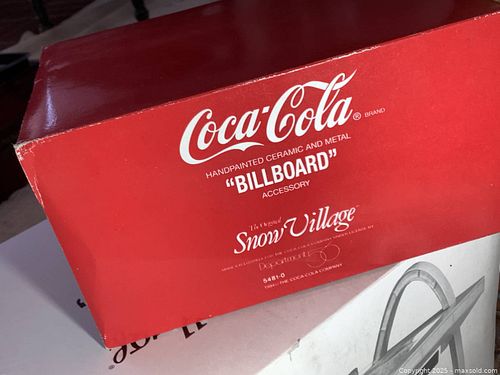 Coca-Cola® BRAND
HANDPAINTED CERAMIC AND METAL
"BILLBOARD"
ACCESSORY
The Original
Snow Village
Department 56
5481-0
THE COCA-COLA COMPANY
Copyright 2025 - maxsold.com